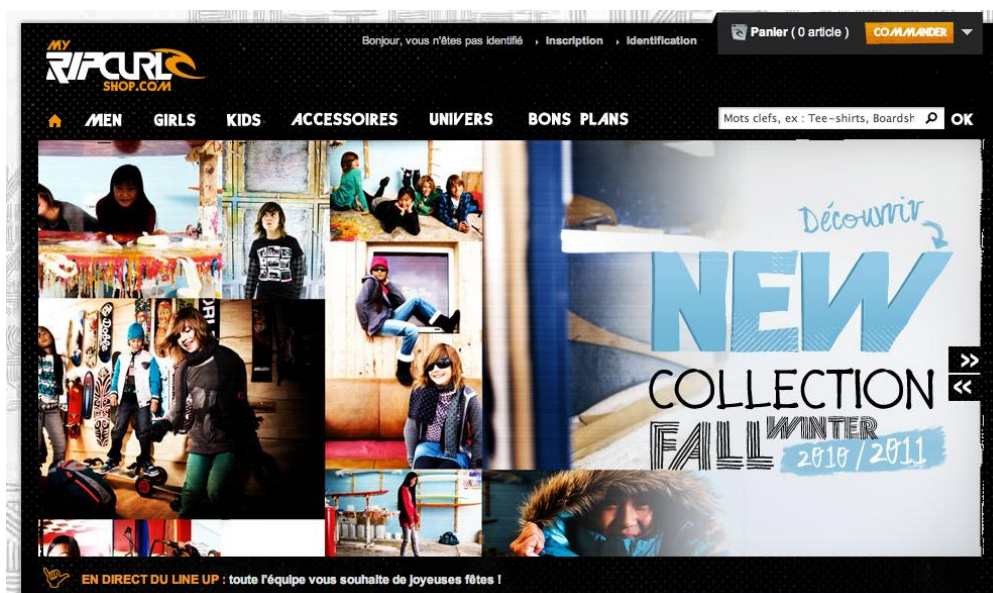 Bonjour, vous n'êtes pas identifié Inscription Identification
Panier ( 0 article ) COMMANDER
MY
RIPCURL
SHOP.COM
MEN GIRLS KIDS ACCESSOIRES UNIVERS BONS PLANS
Mots clefs, ex : Tee-shirts, Boardsh OK
Découvrir
NEW
COLLECTION
FALL WINTER
2010/2011
>>
<<
EN DIRECT DU LINE UP : toute l'équipe vous souhaite de joyeuses fêtes !